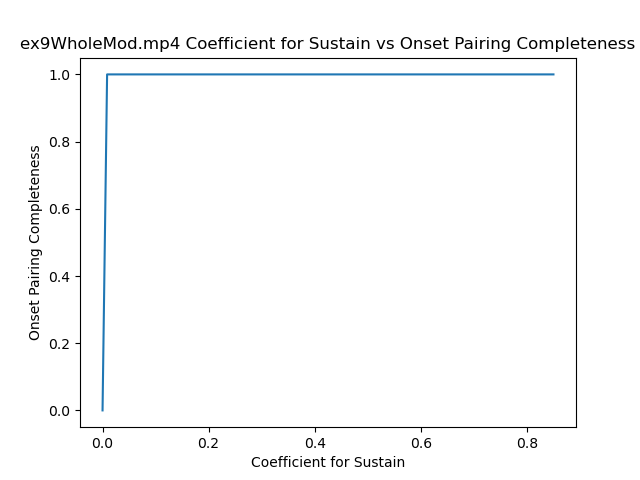 ex9WholeMod.mp4 Coefficient for Sustain vs Onset Pairing Completeness
1.0
0.8
0.6
0.4
0.2
0.0
Onset Pairing Completeness
0.0 0.2 0.4 0.6 0.8
Coefficient for Sustain